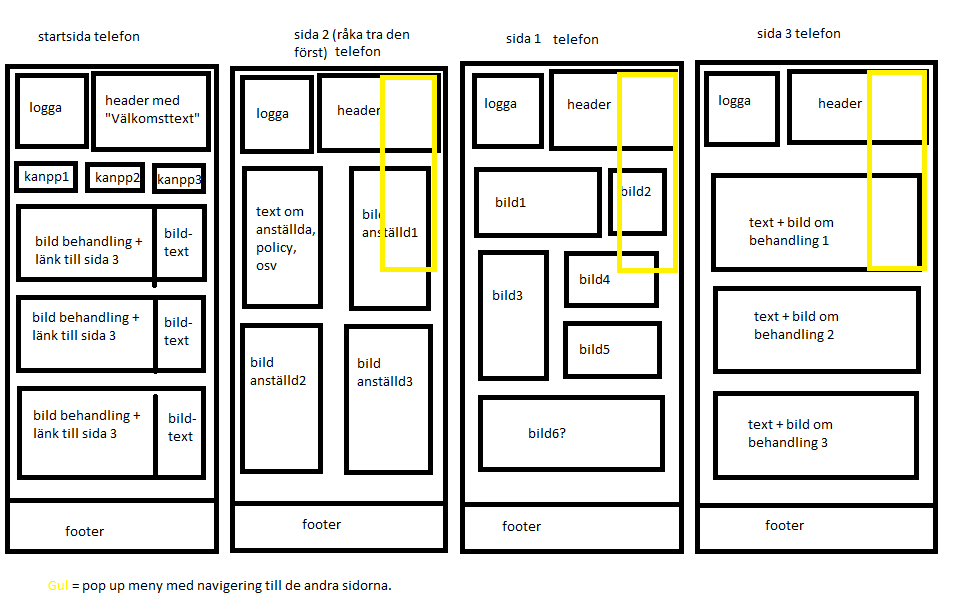 startsida telefon
logga
header med
"Välkomsttext"
kanpp1
kanpp2
kanpp3
bild behandling +
länk till sida 3
bild-
text
bild behandling +
länk till sida 3
bild-
text
bild behandling +
länk till sida 3
bild-
text
footer
sida 2 (råka tra den
först) telefon
logga
header
text om
anställda,
policy,
osv
bild
anställd1
bild
anställd2
bild
anställd3
footer
sida 1 telefon
logga
header
bild1
bild2
bild3
bild4
bild5
bild6?
footer
sida 3 telefon
logga
header
text + bild om
behandling 1
text + bild om
behandling 2
text + bild om
behandling 3
footer
Gul = pop up meny med navigering till de andra sidorna.